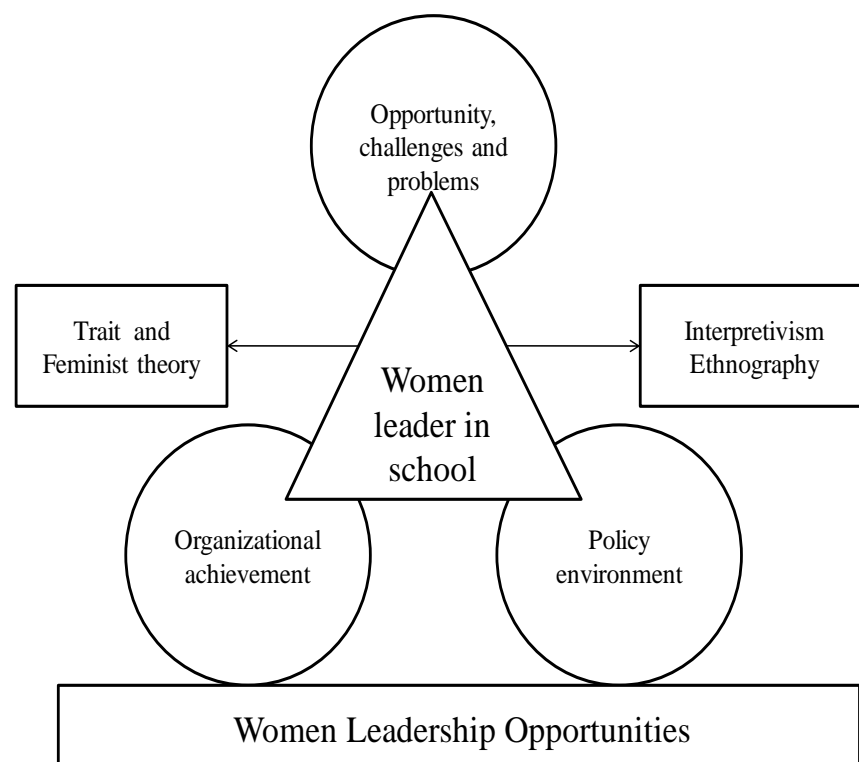 Opportunity,
challenges and
problems
Trait and
Feminist theory
Interpretivism
Ethnography
Women
leader in
school
Organizational
achievement
Policy
environment
Women Leadership Opportunities